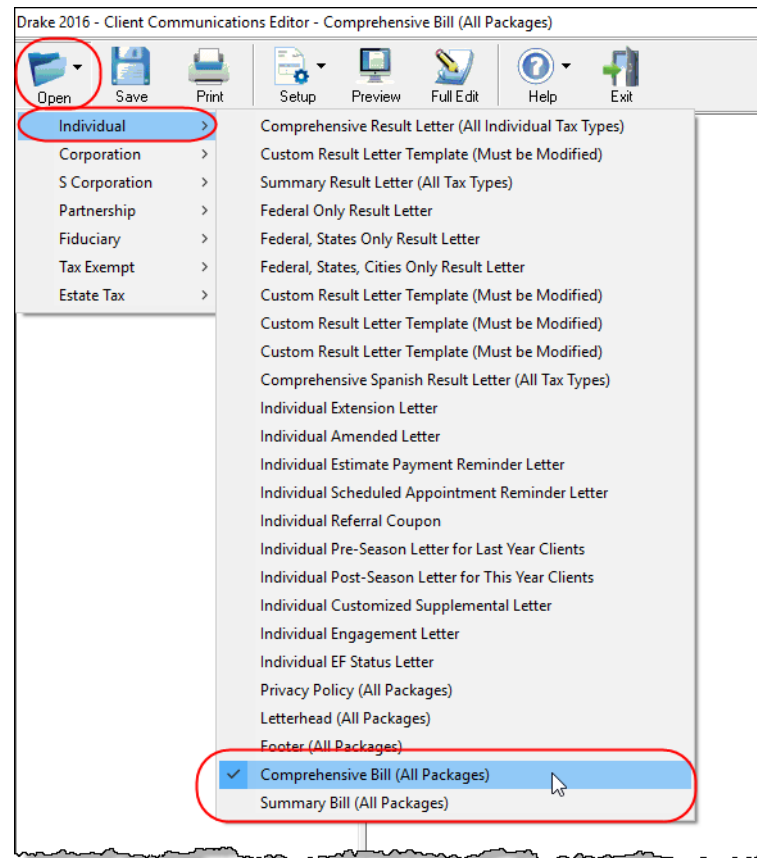 Drake 2016 - Client Communications Editor - Comprehensive Bill (All Packages)
Open Save Print Setup Preview Full Edit Help Exit
Individual
Corporation
S Corporation
Partnership
Fiduciary
Tax Exempt
Estate Tax
Comprehensive Result Letter (All Individual Tax Types)
Custom Result Letter Template (Must be Modified)
Summary Result Letter (All Tax Types)
Federal Only Result Letter
Federal, States Only Result Letter
Federal, States, Cities Only Result Letter
Custom Result Letter Template (Must be Modified)
Custom Result Letter Template (Must be Modified)
Custom Result Letter Template (Must be Modified)
Comprehensive Spanish Result Letter (All Tax Types)
Individual Extension Letter
Individual Amended Letter
Individual Estimate Payment Reminder Letter
Individual Scheduled Appointment Reminder Letter
Individual Referral Coupon
Individual Pre-Season Letter for Last Year Clients
Individual Post-Season Letter for This Year Clients
Individual Customized Supplemental Letter
Individual Engagement Letter
Individual EF Status Letter
Privacy Policy (All Packages)
Letterhead (All Packages)
Footer (All Packages)
Comprehensive Bill (All Packages)
Summary Bill (All Packages)